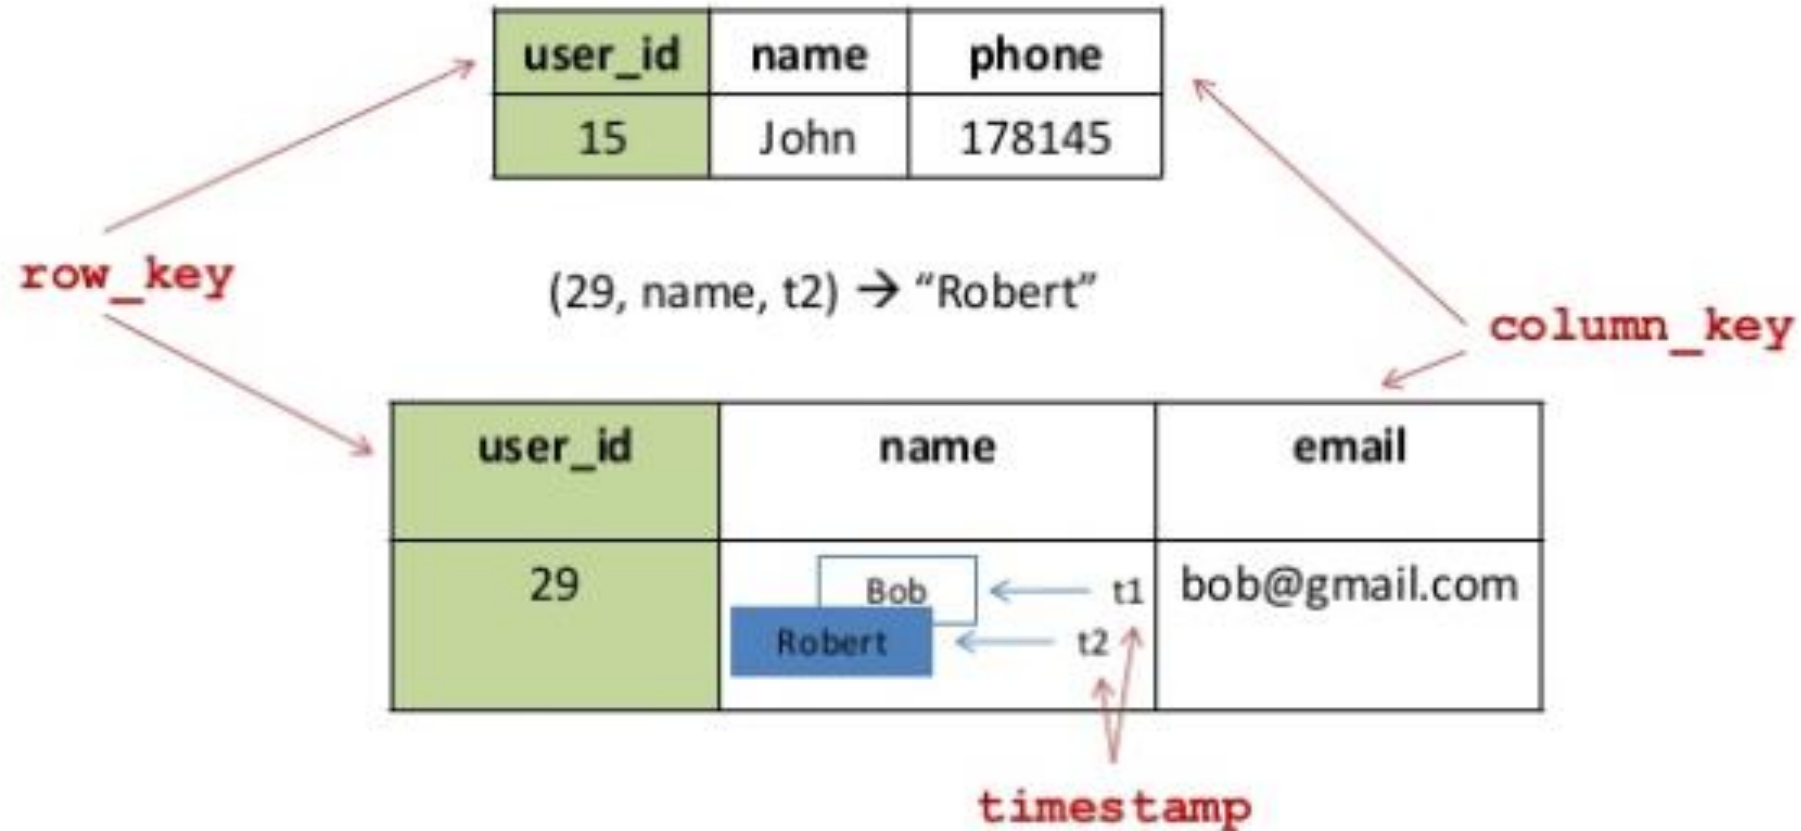 user_id name phone
15 John 178145
row_key
(29, name, t2) → “Robert”
column_key
user_id name email
29 Bob t1 bob@gmail.com
Robert t2
timestamp